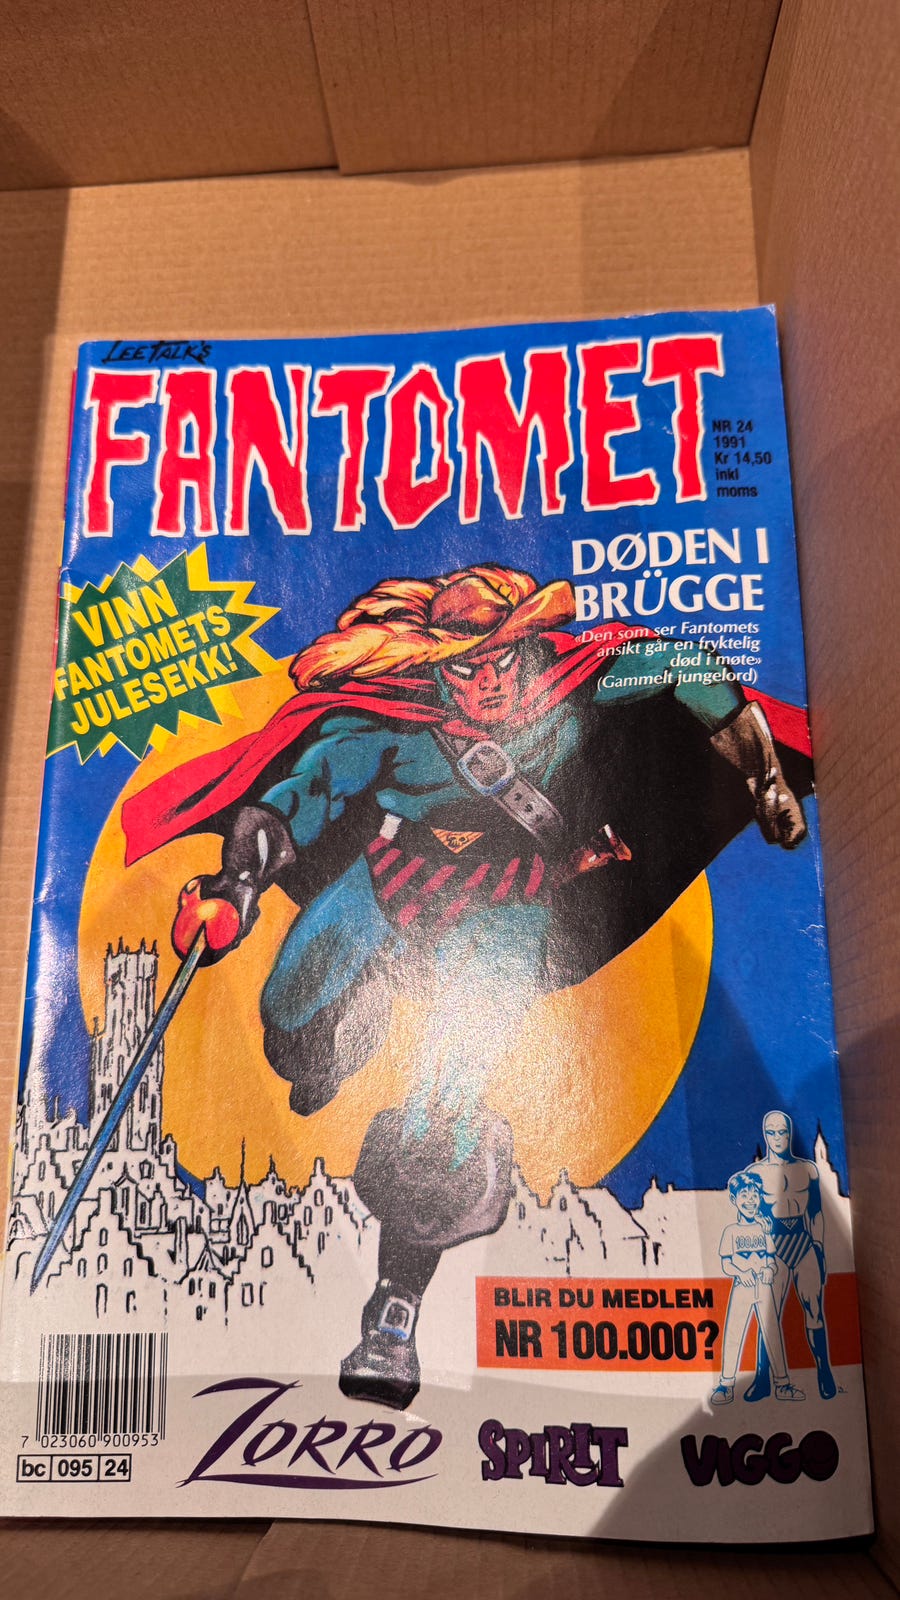 LEE FALK'S
FANTOMET
NR 24
1991
Kr 14,50
inkl
moms
DØDEN I
BRÜGGE
«Den som ser Fantomets
ansikt går en fryktelig
død i møte»
(Gammelt jungelord)
VINN
FANTOMETS
JULESEKK!
100.00
BLIR DU MEDLEM
NR 100.000?
7 023060 900953
bc 095 24
ZORRO
SPIRIT
VIGGO